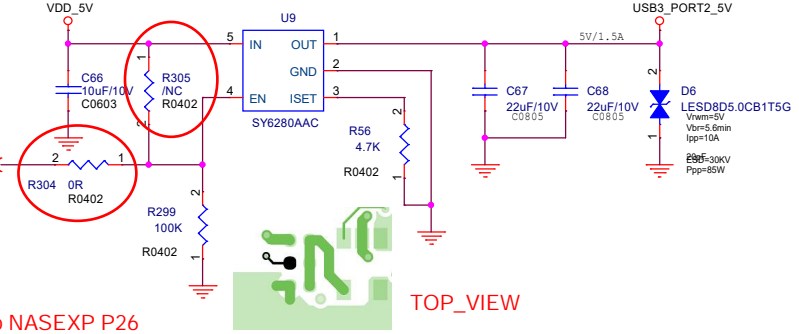 VDD_5V
U9
USB3_PORT2_5V
5
IN
OUT
1
5V/1.5A
C66
10uF/10V
C0603
1
R305
/NC
R0402
2
GND
2
4
EN
ISET
3
SY6280AAC
C67
22uF/10V
C0805
C68
22uF/10V
C0805
2
D6
LESD8D5.0CB1T5G
Vrwm=5V
Vbr=5.6min
Ipp=10A
1
ESD=30KV
Ppp=85W
2
R56
4.7K
R0402
1
2
1
R304
0R
R0402
2
R299
100K
R0402
1
TOP_VIEW
NASEXP P26